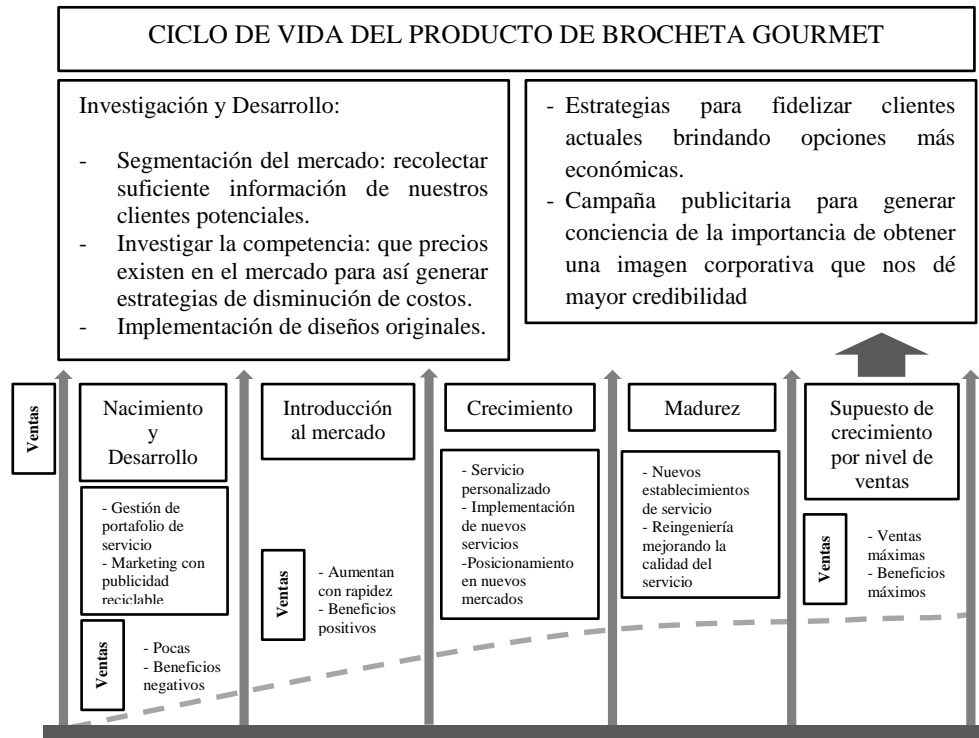 CICLO DE VIDA DEL PRODUCTO DE BROCHETA GOURMET
Investigación y Desarrollo:
- Segmentación del mercado: recolectar
suficiente información de nuestros
clientes potenciales.
- Investigar la competencia: que precios
existen en el mercado para así generar
estrategias de disminución de costos.
- Implementación de diseños originales.
- Estrategias para fidelizar clientes
actuales brindando opciones más
económicas.
- Campaña publicitaria para generar
conciencia de la importancia de obtener
una imagen corporativa que nos dé
mayor credibilidad
Ventas
Nacimiento
y
Desarrollo
- Gestión de
portafolio de
servicio
- Marketing con
publicidad
reciclable
Ventas
- Pocas
- Beneficios
negativos
Introducción
al mercado
Ventas
- Aumentan
con rapidez
- Beneficios
positivos
Crecimiento
- Servicio
personalizado
- Implementación
de nuevos
servicios
-Posicionamiento
en nuevos
mercados
Madurez
- Nuevos
establecimientos
de servicio
- Reingeniería
mejorando la
calidad del
servicio
Supuesto de
crecimiento
por nivel de
ventas
Ventas
- Ventas
máximas
- Beneficios
máximos